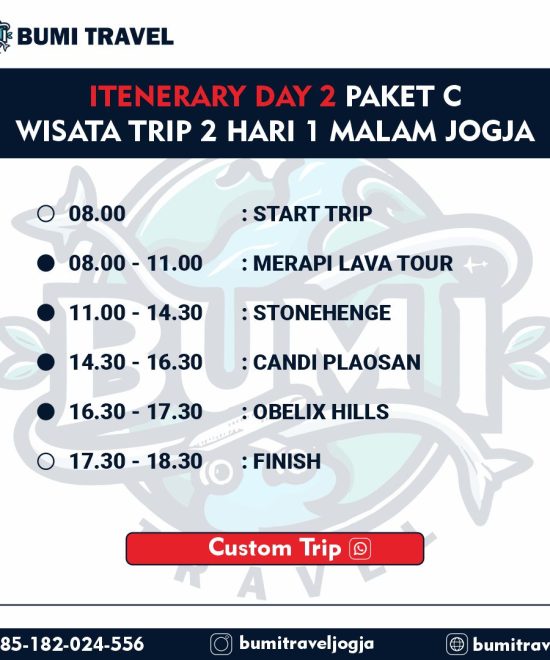 BUMI TRAVEL
ITENERARY DAY 2 PAKET C
WISATA TRIP 2 HARI 1 MALAM JOGJA
08.00 : START TRIP
08.00 - 11.00 : MERAPI LAVA TOUR
11.00 - 14.30 : STONEHENGE
14.30 - 16.30 : CANDI PLAOSAN
16.30 - 17.30 : OBELIX HILLS
17.30 - 18.30 : FINISH
BUMI
TRAVEL
Custom Trip
85-182-024-556 bumitraveljogja bumitrav